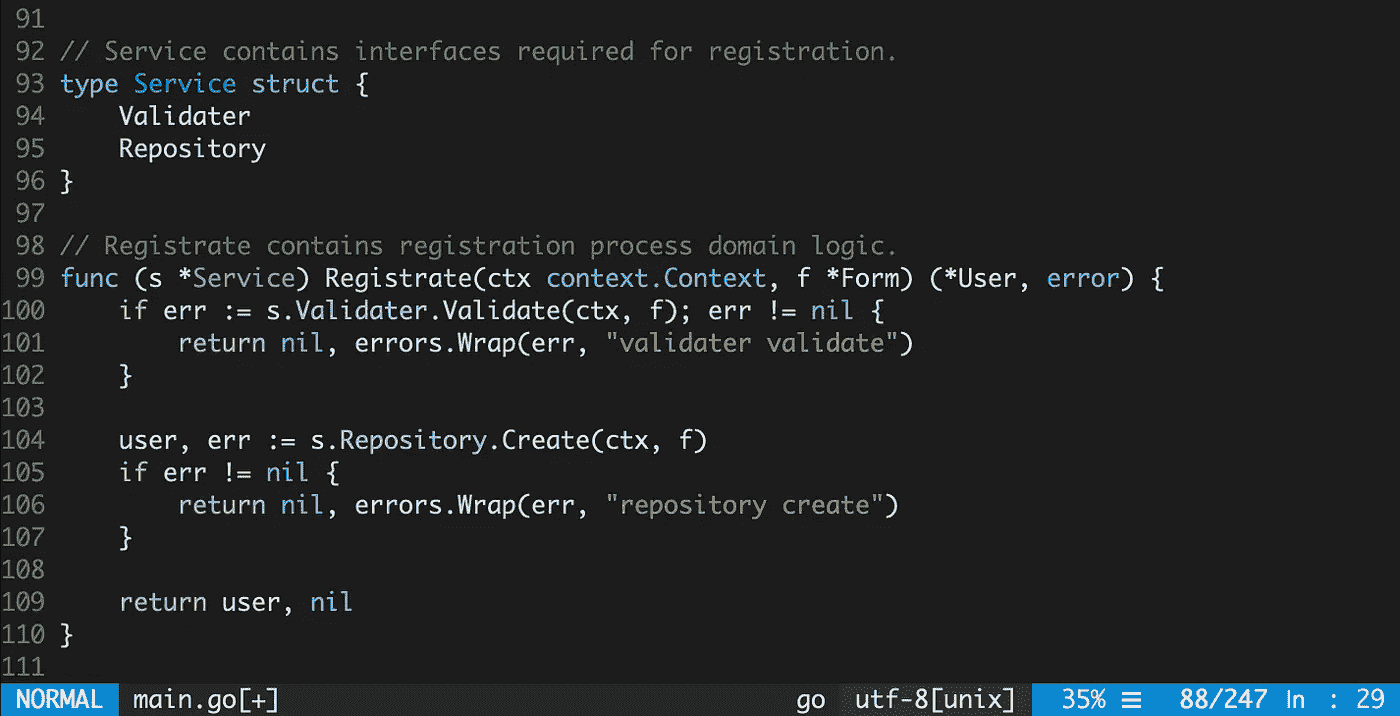 91
92 // Service contains interfaces required for registration.
93 type Service struct {
94     Validater
95     Repository
96 }
97
98 // Registrate contains registration process domain logic.
99 func (s *Service) Registrate(ctx context.Context, f *Form) (*User, error) {
100     if err := s.Validater.Validate(ctx, f); err != nil {
101         return nil, errors.Wrap(err, "validater validate")
102     }
103
104     user, err := s.Repository.Create(ctx, f)
105     if err != nil {
106         return nil, errors.Wrap(err, "repository create")
107     }
108
109     return user, nil
110 }
111
NORMAL main.go[+] go utf-8[unix] 35% ☰ 88/247 ln : 29